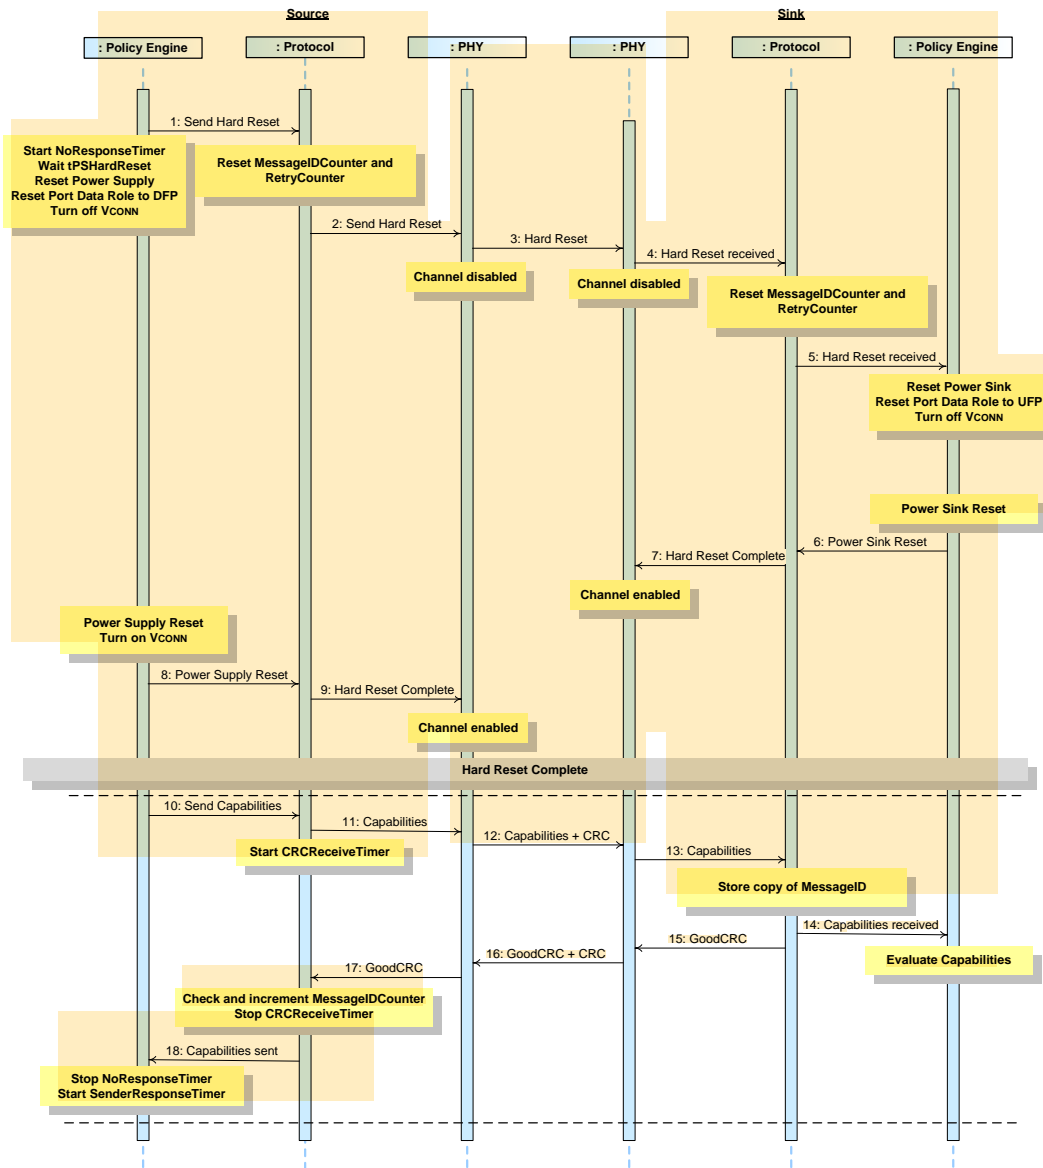 Source
Sink
: Policy Engine
: Protocol
: PHY
: PHY
: Protocol
: Policy Engine
1: Send Hard Reset
Start NoResponseTimer
Wait tPSHardReset
Reset Power Supply
Reset Port Data Role to DFP
Turn off VCONN
Reset MessageIDCounter and
RetryCounter
2: Send Hard Reset
3: Hard Reset
4: Hard Reset received
Channel disabled
Channel disabled
Reset MessageIDCounter and
RetryCounter
5: Hard Reset received
Reset Power Sink
Reset Port Data Role to UFP
Turn off VCONN
Power Sink Reset
6: Power Sink Reset
7: Hard Reset Complete
Channel enabled
Power Supply Reset
Turn on VCONN
8: Power Supply Reset
9: Hard Reset Complete
Channel enabled
Hard Reset Complete
10: Send Capabilities
11: Capabilities
12: Capabilities + CRC
Start CRCReceiveTimer
13: Capabilities
Store copy of MessageID
14: Capabilities received
15: GoodCRC
Evaluate Capabilities
16: GoodCRC + CRC
17: GoodCRC
Check and increment MessageIDCounter
Stop CRCReceiveTimer
18: Capabilities sent
Stop NoResponseTimer
Start SenderResponseTimer